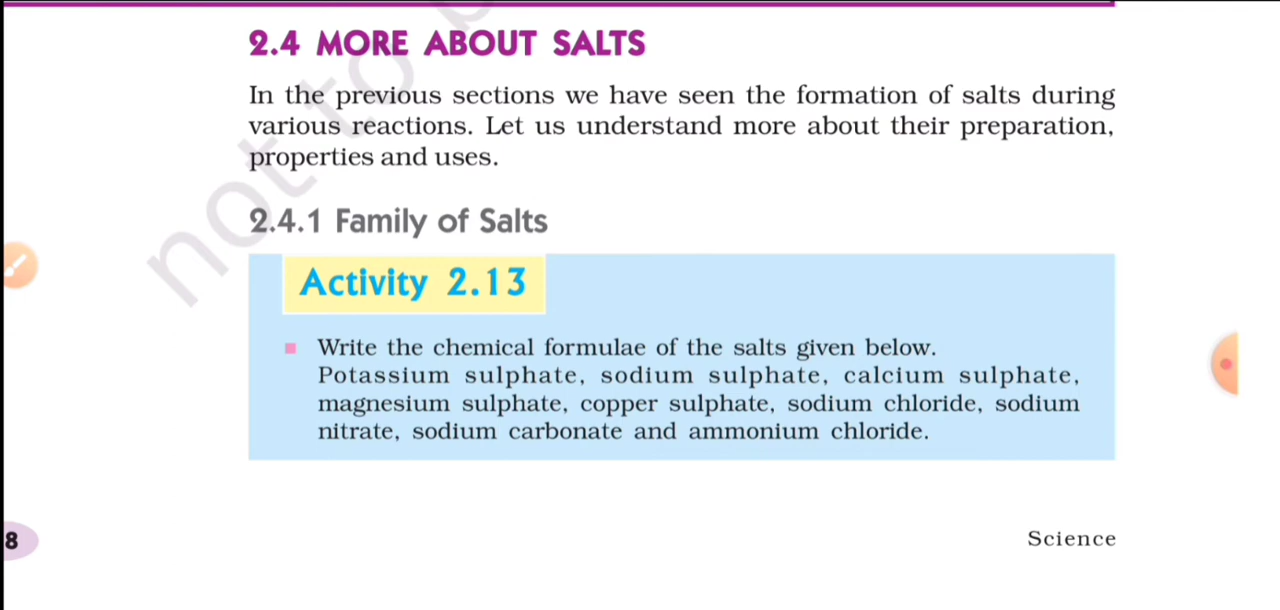 2.4 MORE ABOUT SALTS
In the previous sections we have seen the formation of salts during
various reactions. Let us understand more about their preparation,
properties and uses.
2.4.1 Family of Salts
Activity 2.13
Write the chemical formulae of the salts given below.
Potassium sulphate, sodium sulphate, calcium sulphate,
magnesium sulphate, copper sulphate, sodium chloride, sodium
nitrate, sodium carbonate and ammonium chloride.
8
Science
not to